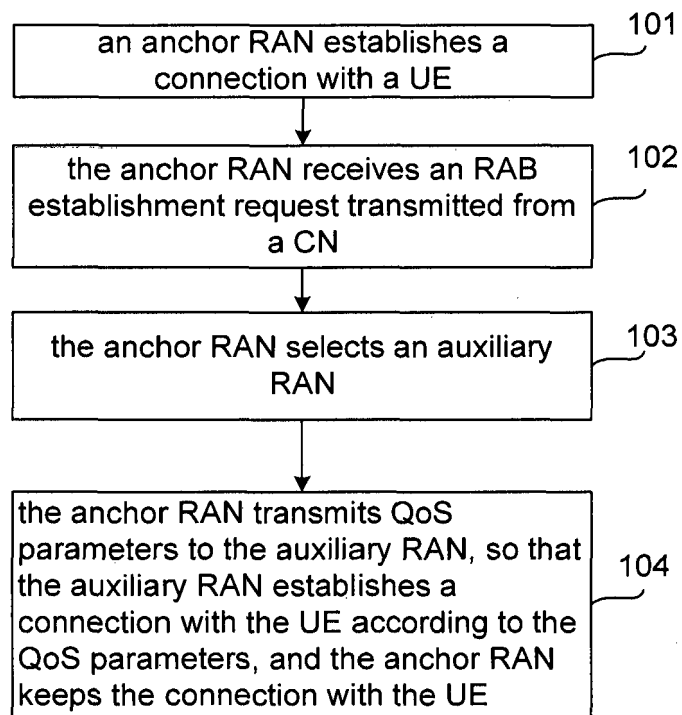 an anchor RAN establishes a
connection with a UE
101
the anchor RAN receives an RAB
establishment request transmitted from
a CN
102
the anchor RAN selects an auxiliary
RAN
103
the anchor RAN transmits QoS
parameters to the auxiliary RAN, so that
the auxiliary RAN establishes a
connection with the UE according to the
QoS parameters, and the anchor RAN
keeps the connection with the UE
104